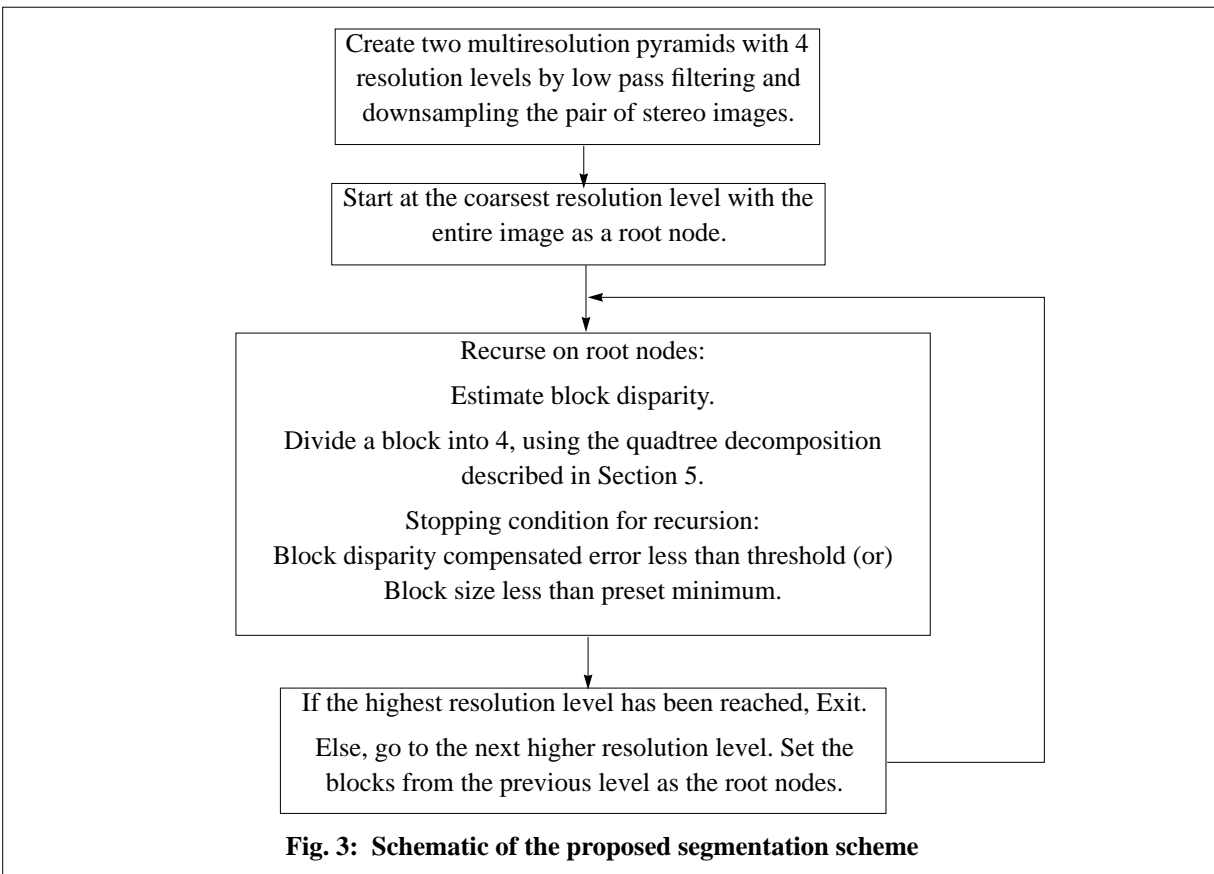 Create two multiresolution pyramids with 4
resolution levels by low pass filtering and
downsampling the pair of stereo images.
Start at the coarsest resolution level with the
entire image as a root node.
Recurse on root nodes:
Estimate block disparity.
Divide a block into 4, using the quadtree decomposition
described in Section 5.
Stopping condition for recursion:
Block disparity compensated error less than threshold (or)
Block size less than preset minimum.
If the highest resolution level has been reached, Exit.
Else, go to the next higher resolution level. Set the
blocks from the previous level as the root nodes.
Fig. 3: Schematic of the proposed segmentation scheme